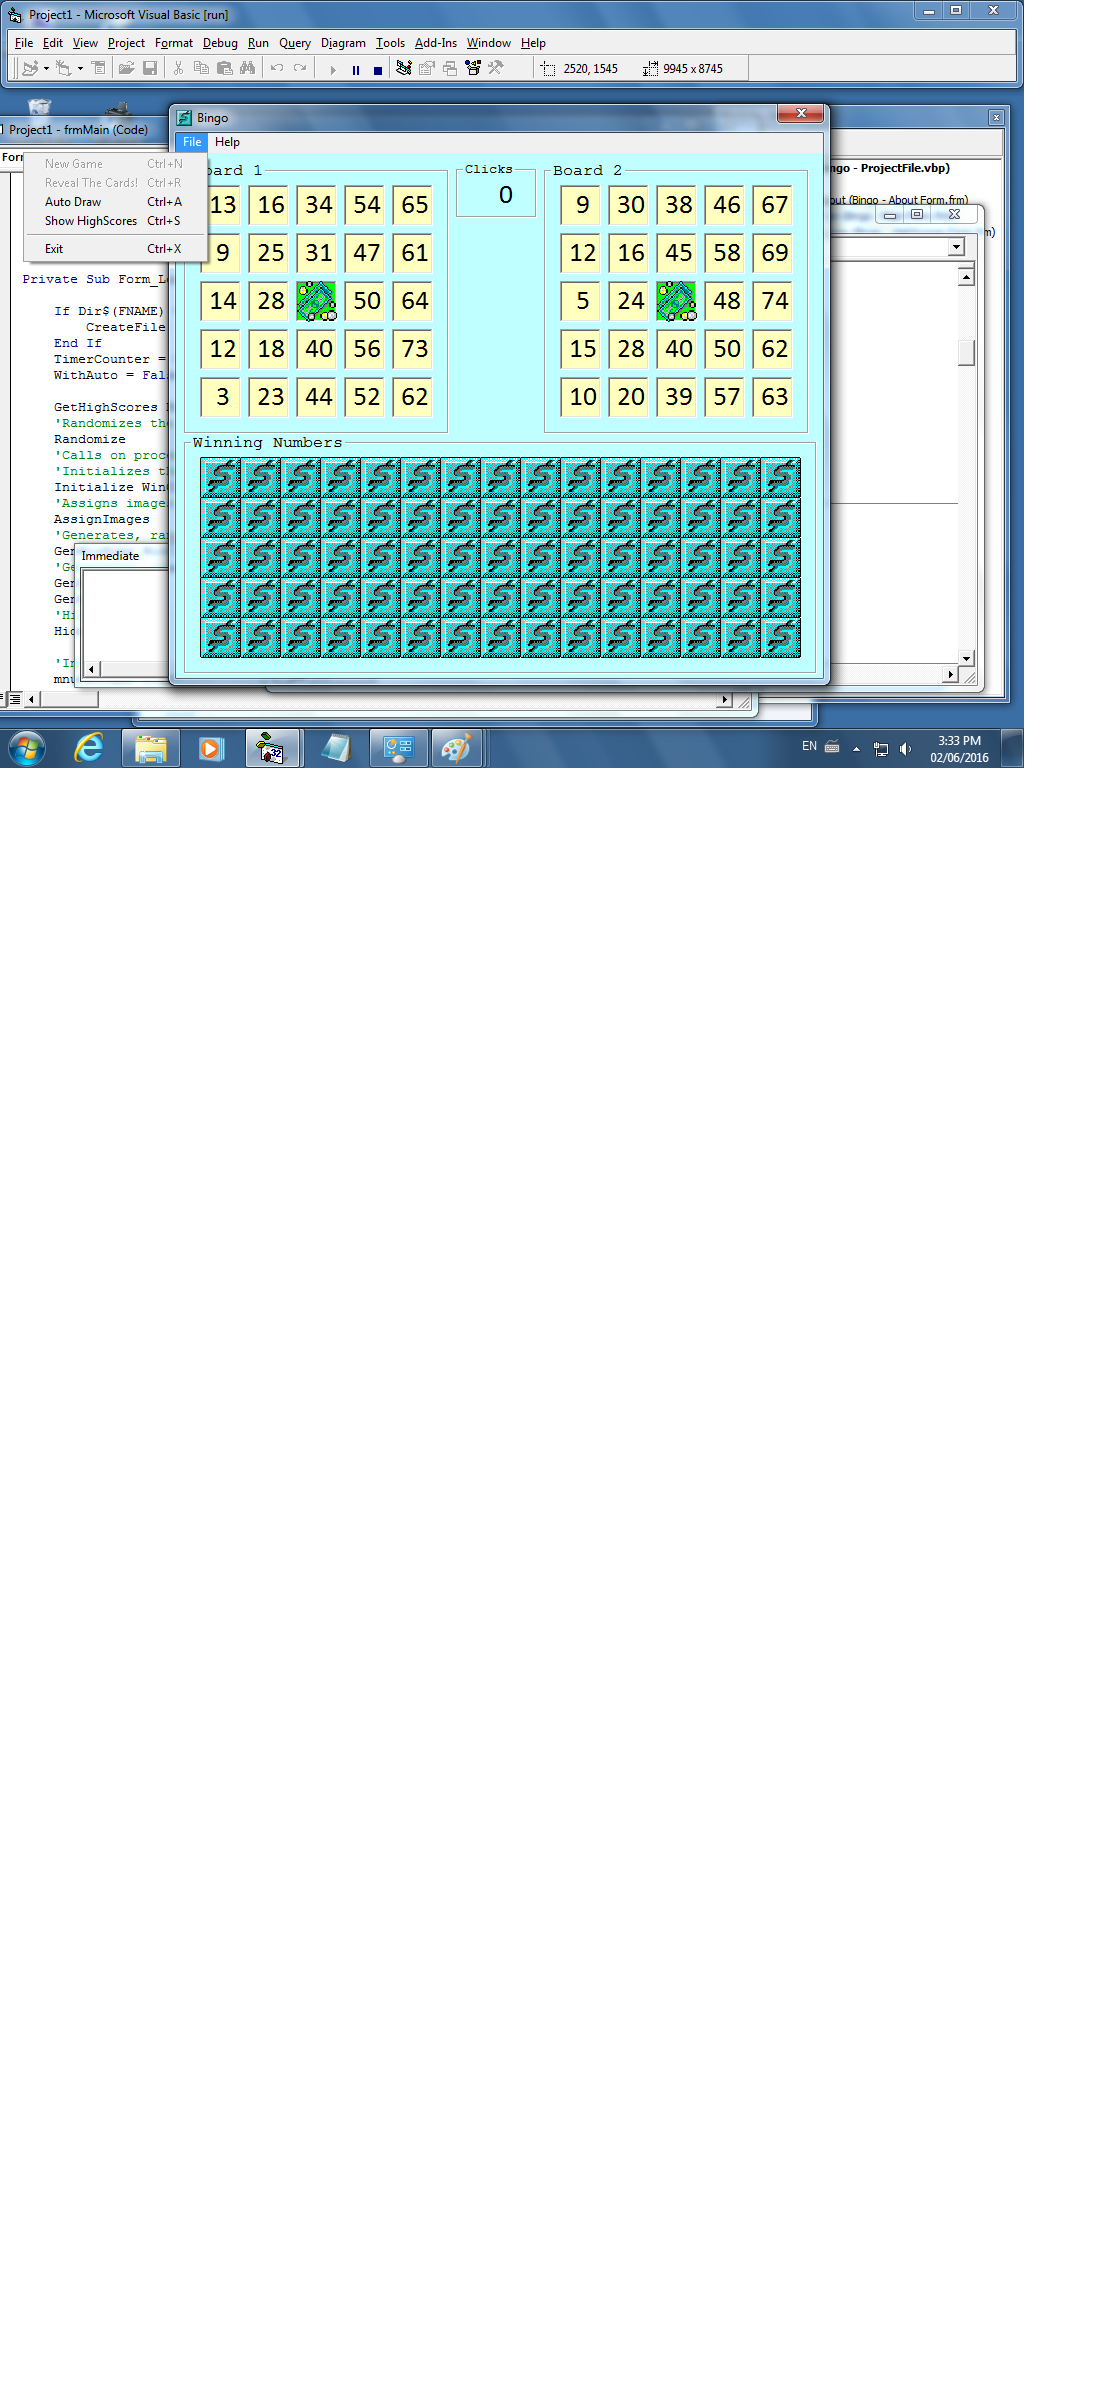 Project1 - Microsoft Visual Basic [run]
File Edit View Project Format Debug Run Query Diagram Tools Add-Ins Window Help
2520, 1545 9945 x 8745
Project1 - frmMain (Code)
Bingo
File Help
New Game Ctrl+N
Reveal The Cards! Ctrl+R
Auto Draw Ctrl+A
Show HighScores Ctrl+S
Exit Ctrl+X
Private Sub Form_L
If Dir$(FNAME)
CreateFile
End If
TimerCounter =
WithAuto = Fal
GetHighScores
'Randomizes th
Randomize
'Calls on proc
'Initializes t
Initialize Win
'Assigns image
AssignImages
'Generates, ra
Ger
'Ge
Ger
Ger
'Hi
Hid
'Ir
mnu
Immediate
Board 1
13 16 34 54 65
9 25 31 47 61
14 28 50 64
12 18 40 56 73
3 23 44 52 62
Clicks
0
Board 2
9 30 38 46 67
12 16 45 58 69
5 24 48 74
15 28 40 50 62
10 20 39 57 63
Winning Numbers
ngo - ProjectFile.vbp)
out (Bingo - About Form.frm)
EN
3:33 PM
02/06/2016